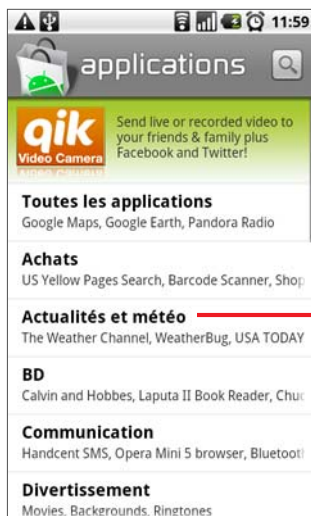 11:59
applications
qik
Video Camera
Send live or recorded video to
your friends & family plus
Facebook and Twitter!
Toutes les applications
Google Maps, Google Earth, Pandora Radio
Achats
US Yellow Pages Search, Barcode Scanner, Shop
Actualités et météo
The Weather Channel, WeatherBug, USA TODAY
BD
Calvin and Hobbes, Laputa II Book Reader, Chuc
Communication
Handcent SMS, Opera Mini 5 browser, Bluetooth
Divertissement
Movies, Backgrounds, Ringtones